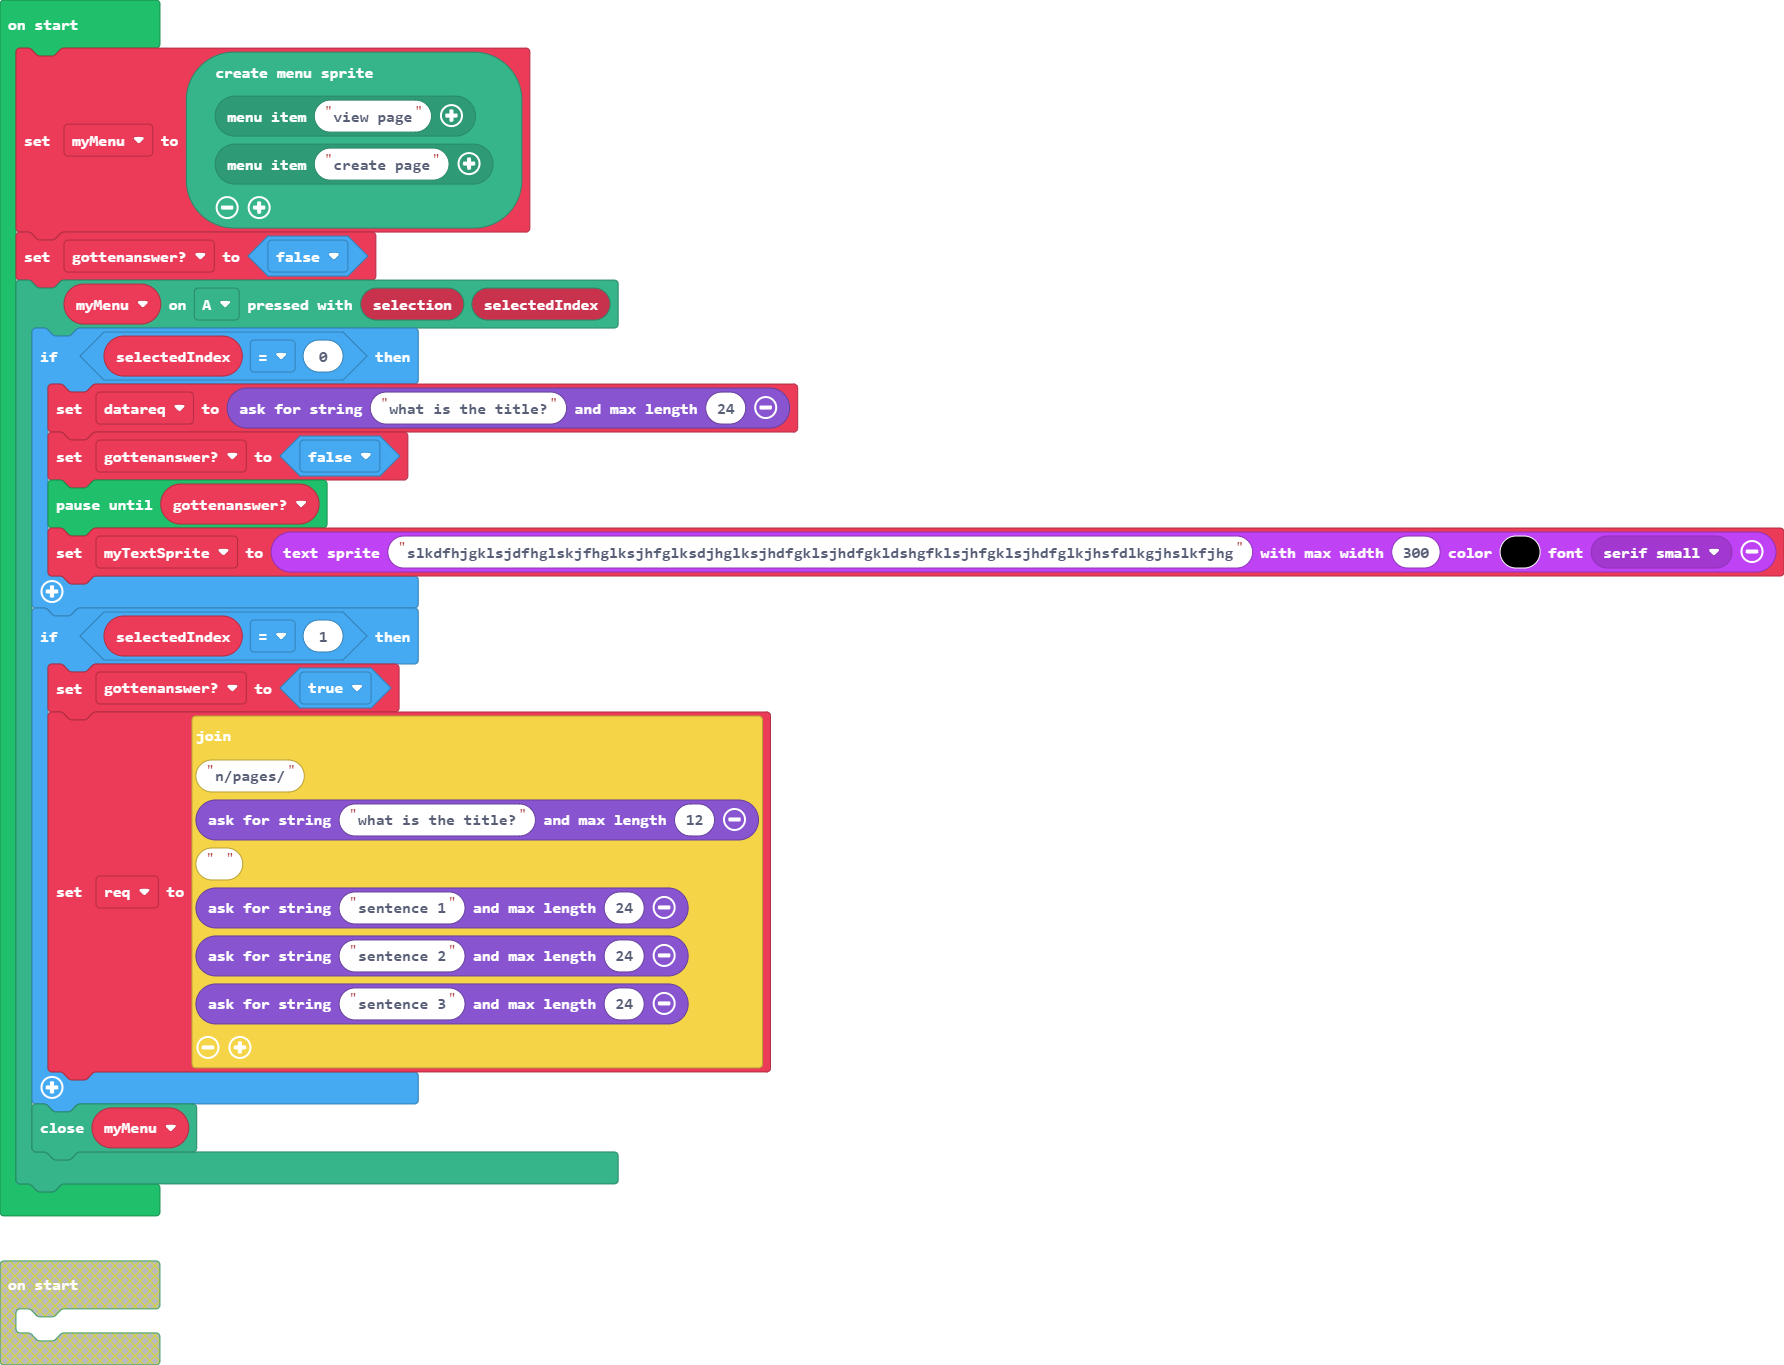 on start
create menu sprite
menu item "view page"
set myMenu to
menu item "create page"
set gottenanswer? to false
myMenu on A pressed with selection selectedIndex
if selectedIndex = 0 then
set datareq to ask for string "what is the title?" and max length 24
set gottenanswer? to false
pause until gottenanswer?
set myTextSprite to text sprite "slkdfhjgklsjdfhglskjfhglksjhfglksdjhglksjhdfgklsjhdfgkldshgfklsjhfgklsjhdfglkjhsfdlkgjhslkfjhg" with max width 300 color font serif small
if selectedIndex = 1 then
set gottenanswer? to true
join
"n/pages/"
ask for string "what is the title?" and max length 12
" "
set req to
ask for string "sentence 1" and max length 24
ask for string "sentence 2" and max length 24
ask for string "sentence 3" and max length 24
close myMenu
on start